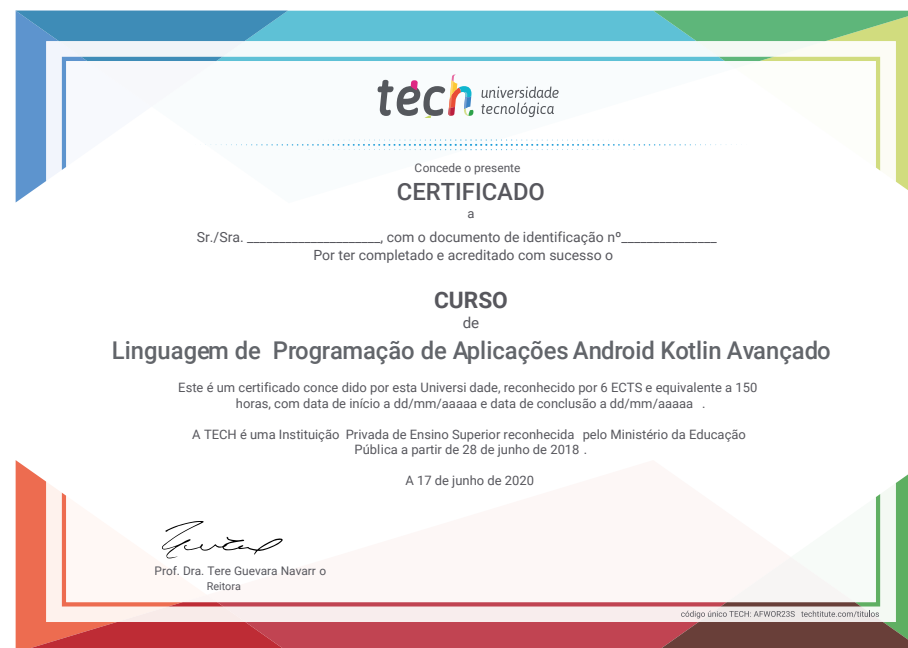 tech universidade
tecnológica
Concede o presente
CERTIFICADO
a
Sr./Sra. ____________________, com o documento de identificação nº______________
Por ter completado e acreditado com sucesso o
CURSO
de
Linguagem de Programação de Aplicações Android Kotlin Avançado
Este é um certificado conce dido por esta Universi dade, reconhecido por 6 ECTS e equivalente a 150
horas, com data de início a dd/mm/aaaaa e data de conclusão a dd/mm/aaaaa .
A TECH é uma Instituição Privada de Ensino Superior reconhecida pelo Ministério da Educação
Pública a partir de 28 de junho de 2018 .
A 17 de junho de 2020
Prof. Dra. Tere Guevara Navarr o
Reitora
código único TECH: AFWOR23S techtitute.com/titulos